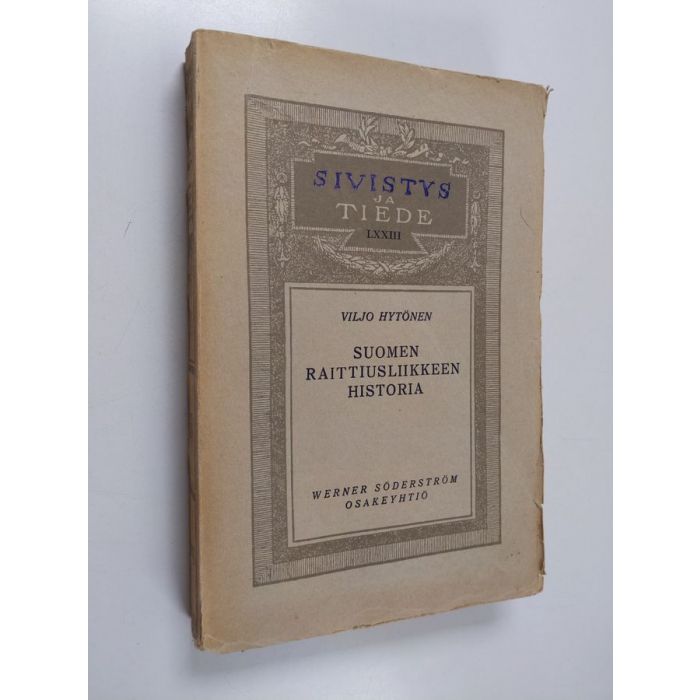 SIVISTYS
JA
TIEDE
LXXIII
VILJO HYTÖNEN
SUOMEN
RAITTIUSLIIKKEEN
HISTORIA
WERNER SÖDERSTRÖM
OSAKEYHTIÖ